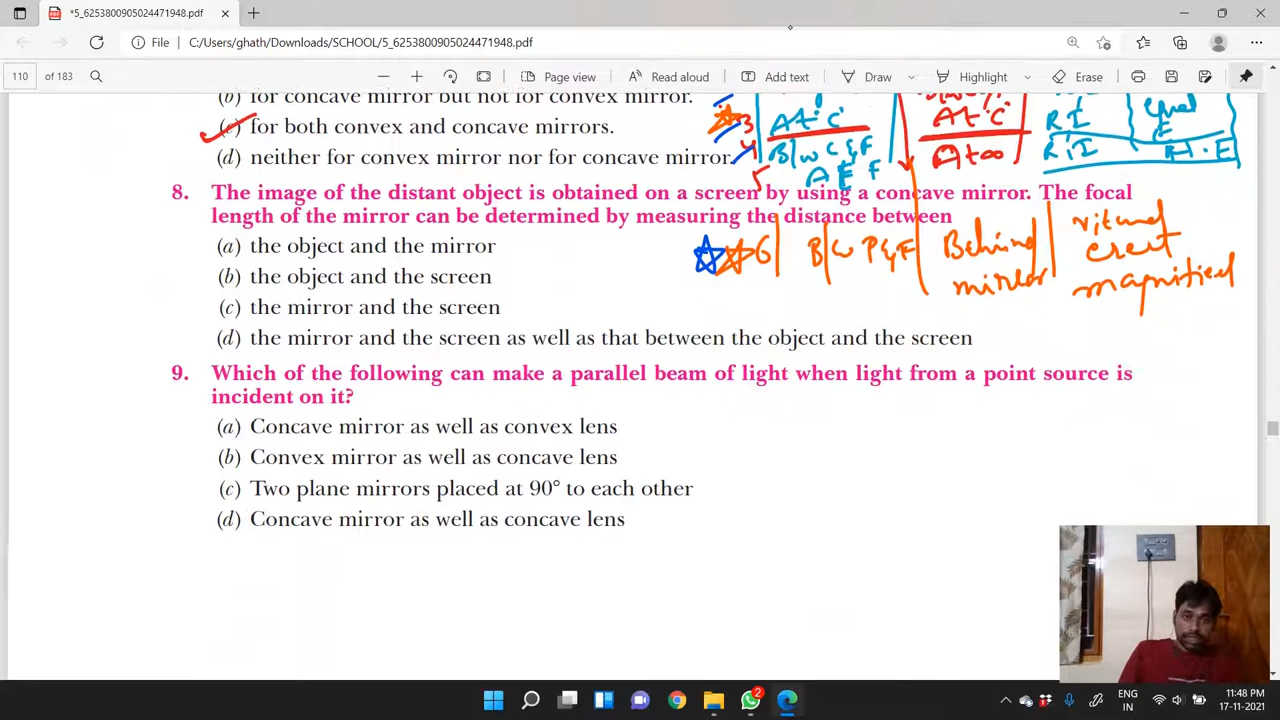 *5_6253800905024471948.pdf
File C:/Users/ghath/Downloads/SCHOOL/5_6253800905024471948.pdf
110 of 183 Page view Read aloud Add text Draw Highlight Erase
(b) for concave mirror but not for convex mirror.
(c) for both convex and concave mirrors.
(d) neither for convex mirror nor for concave mirror.
3 At 'C' At 'C' R I equal
4 B/w C & F A to ∞ R i I H.E
5 A F
8. The image of the distant object is obtained on a screen by using a concave mirror. The focal
length of the mirror can be determined by measuring the distance between
(a) the object and the mirror
(b) the object and the screen
(c) the mirror and the screen
(d) the mirror and the screen as well as that between the object and the screen
6 B/w P & F Behind mirror
virtual
erect
magnified
9. Which of the following can make a parallel beam of light when light from a point source is
incident on it?
(a) Concave mirror as well as convex lens
(b) Convex mirror as well as concave lens
(c) Two plane mirrors placed at 90° to each other
(d) Concave mirror as well as concave lens
2
ENG
IN
11:48 PM
17-11-2021